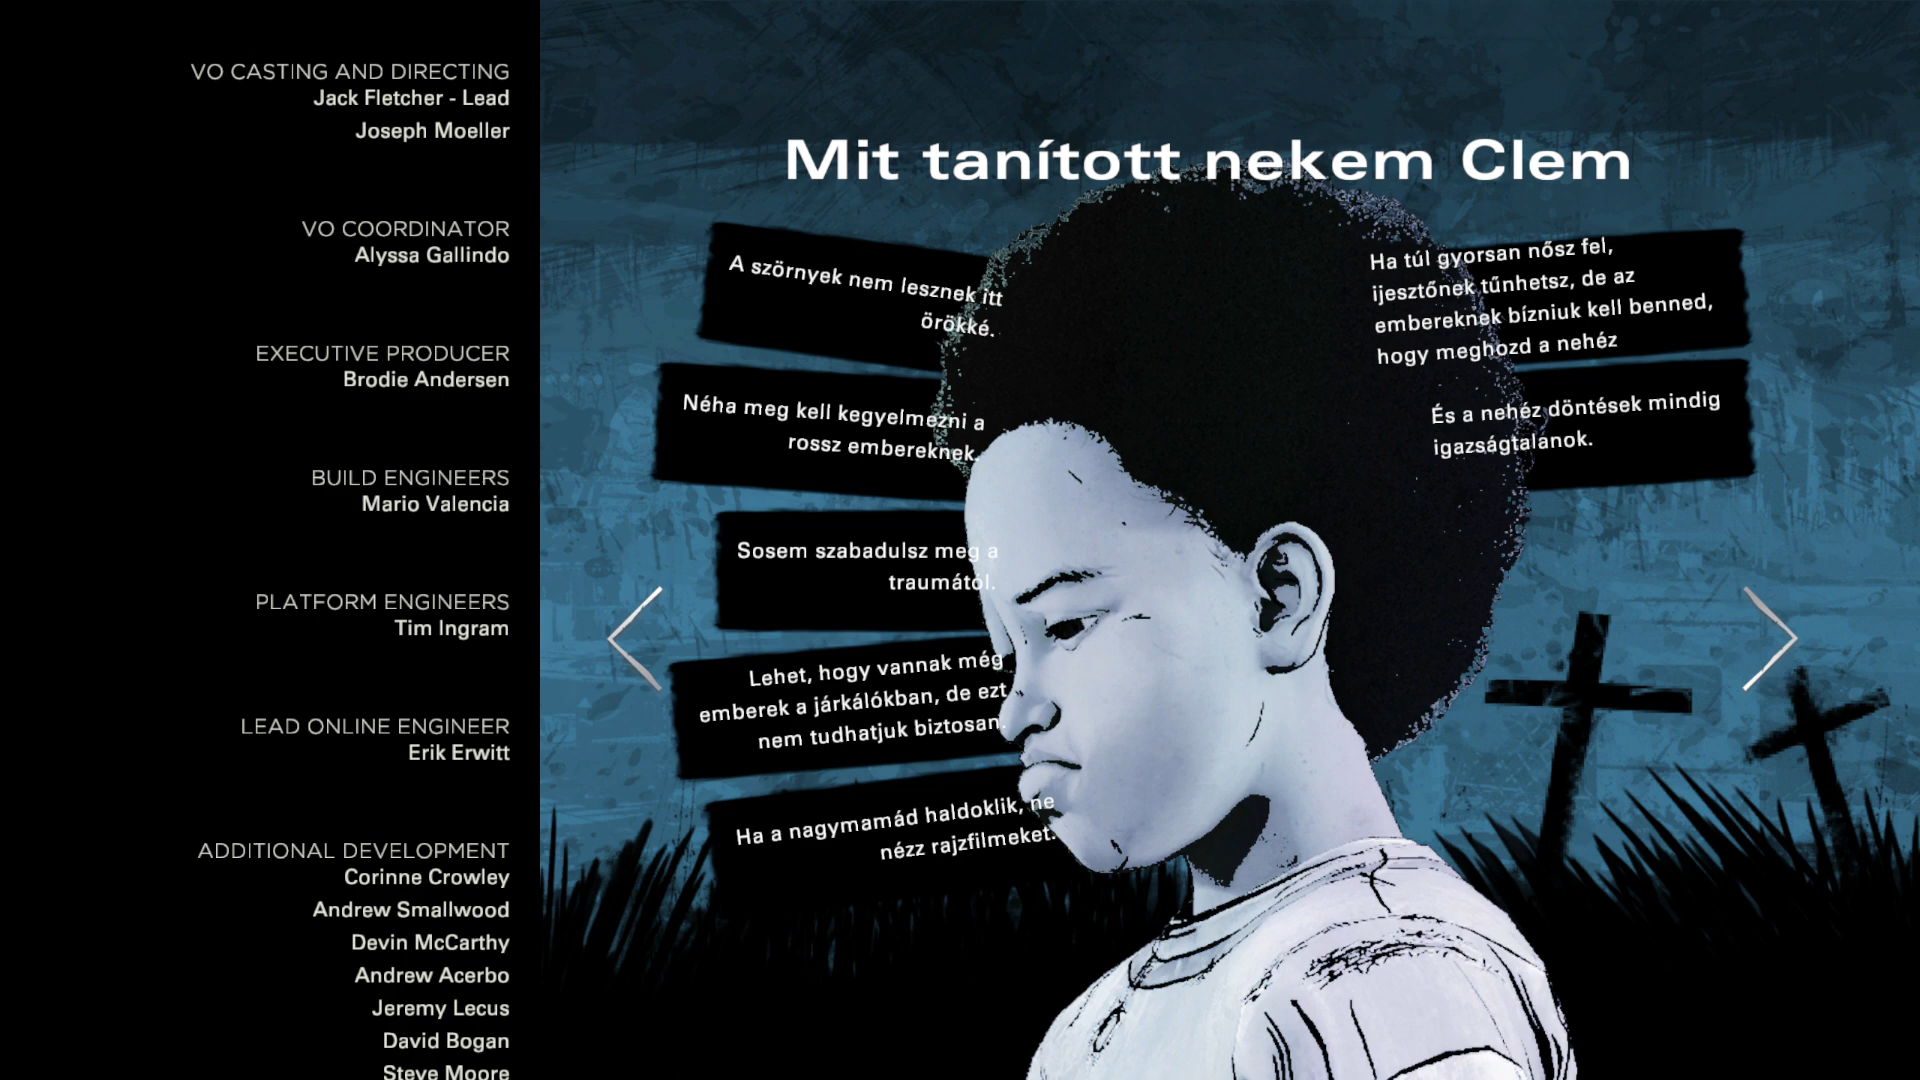 VO CASTING AND DIRECTING
Jack Fletcher - Lead
Joseph Moeller
VO COORDINATOR
Alyssa Gallindo
EXECUTIVE PRODUCER
Brodie Andersen
BUILD ENGINEERS
Mario Valencia
PLATFORM ENGINEERS
Tim Ingram
LEAD ONLINE ENGINEER
Erik Erwitt
ADDITIONAL DEVELOPMENT
Corinne Crowley
Andrew Smallwood
Devin McCarthy
Andrew Acerbo
Jeremy Lecus
David Bogan
Steve Moore
Mit tanított nekem Clem
A szörnyek nem lesznek itt
örökké.
Néha meg kell kegyelmezni a
rossz embereknek.
Sosem szabadulsz meg a
traumától.
Lehet, hogy vannak még
emberek a járkálókban, de ezt
nem tudhatjuk biztosan.
Ha a nagymamád haldoklik, ne
nézz rajzfilmeket.
Ha túl gyorsan nősz fel,
ijesztőnek tűnhetsz, de az
embereknek bízniuk kell benned,
hogy meghozd a nehéz
És a nehéz döntések mindig
igazságtalanok.